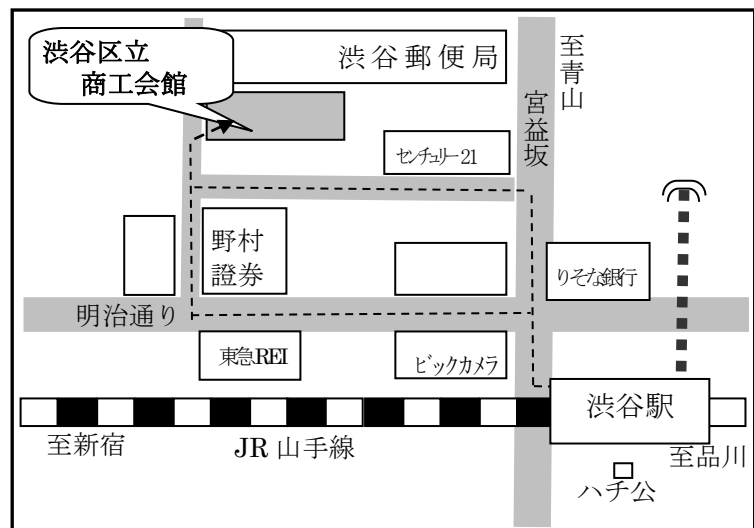 渋谷区立
商工会館
渋谷郵便局
至青山
宮益坂
センチュリー21
野村
證券
りそな銀行
明治通り
東急REI
ビックカメラ
渋谷駅
至新宿
JR山手線
至品川
ハチ公